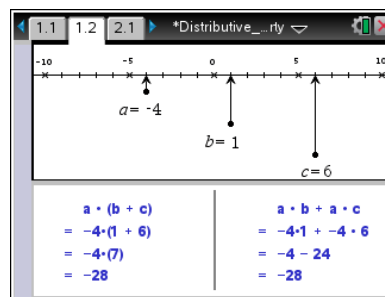 1.1 1.2 2.1 *Distributive_...rty
-10 -5 0 5 10
a= -4
b= 1
c=6
a · (b + c)
= -4·(1 + 6)
= -4·(7)
= -28
a · b + a · c
= -4·1 + -4 · 6
= -4 - 24
= -28